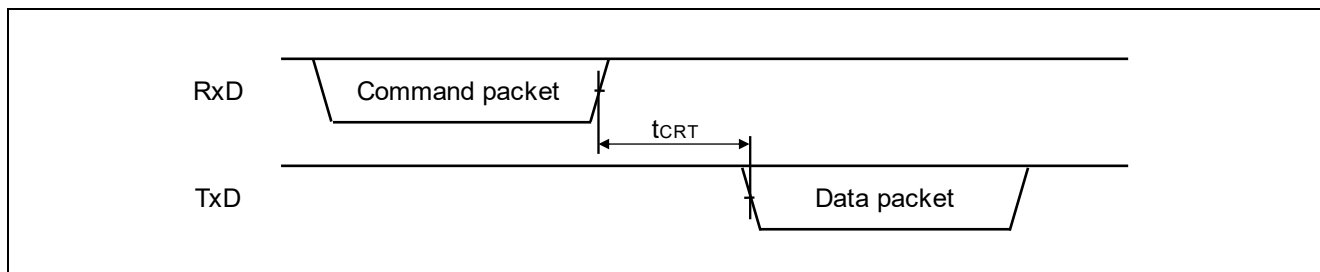 RxD
Command packet
tCRT
TxD
Data packet